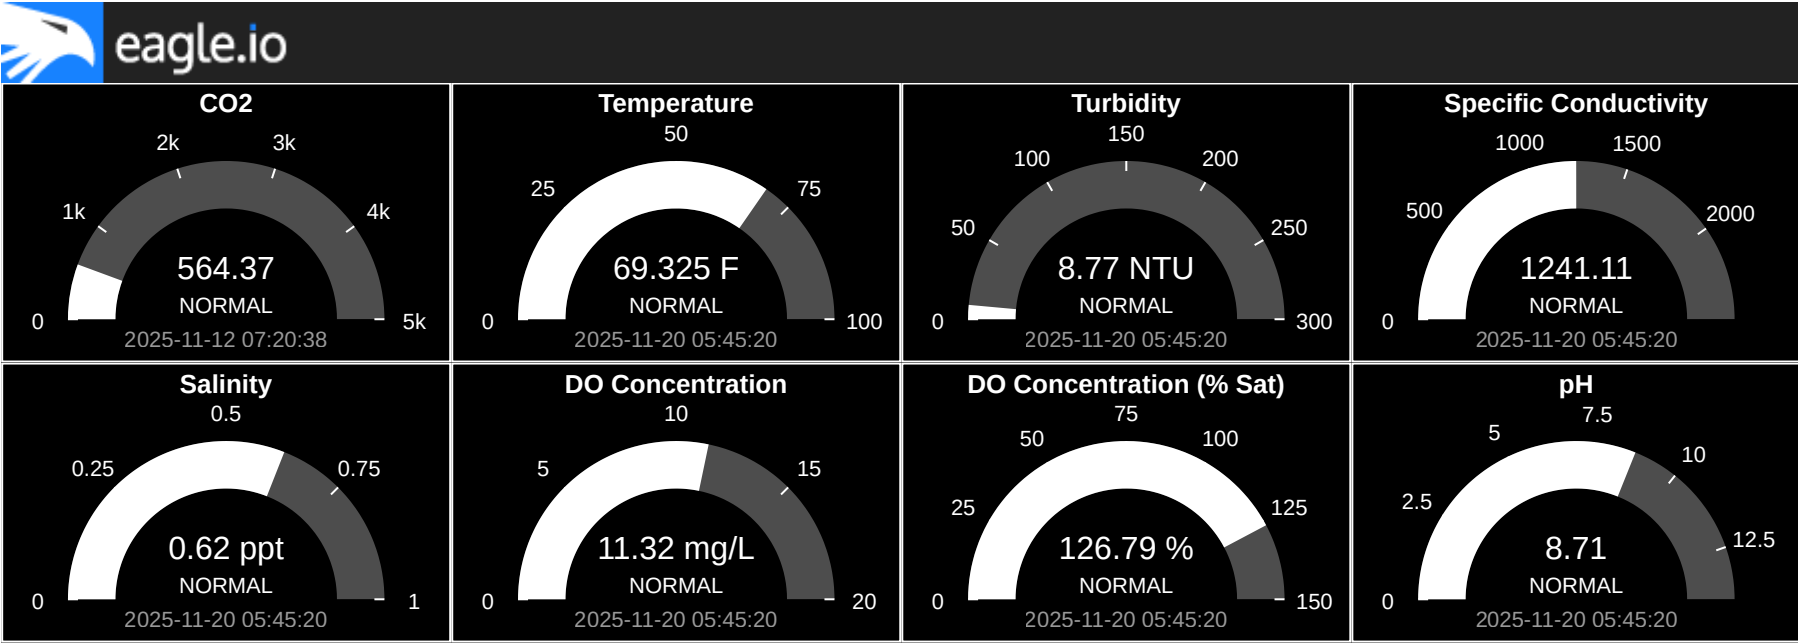 eagle.io
CO2
0
1k
2k
3k
4k
5k
564.37
NORMAL
2025-11-12 07:20:38
Temperature
0
25
50
75
100
69.325 F
NORMAL
2025-11-20 05:45:20
Turbidity
0
50
100
150
200
250
300
8.77 NTU
NORMAL
2025-11-20 05:45:20
Specific Conductivity
0
500
1000
1500
2000
1241.11
NORMAL
2025-11-20 05:45:20
Salinity
0
0.25
0.5
0.75
1
0.62 ppt
NORMAL
2025-11-20 05:45:20
DO Concentration
0
5
10
15
20
11.32 mg/L
NORMAL
2025-11-20 05:45:20
DO Concentration (% Sat)
0
25
50
75
100
125
150
126.79 %
NORMAL
2025-11-20 05:45:20
pH
0
2.5
5
7.5
10
12.5
8.71
NORMAL
2025-11-20 05:45:20